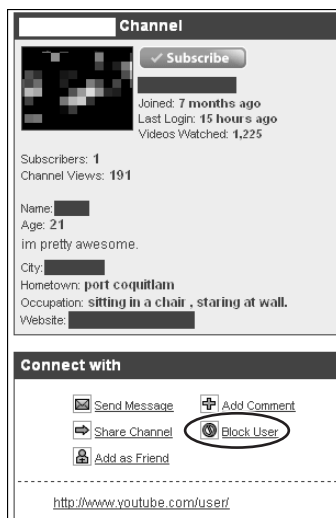 Channel
Subscribe
Joined: 7 months ago
Last Login: 15 hours ago
Videos Watched: 1,225
Subscribers: 1
Channel Views: 191
Name:
Age: 21
im pretty awesome.
City:
Hometown: port coquitlam
Occupation: sitting in a chair , staring at wall.
Website:
Connect with
Send Message Add Comment
Share Channel Block User
Add as Friend
http://www.youtube.com/user/